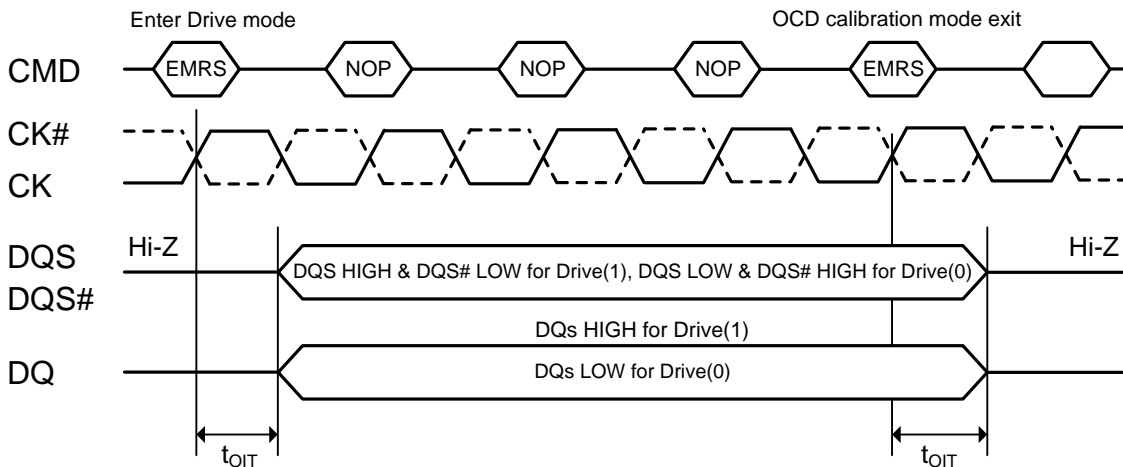 Enter Drive mode
OCD calibration mode exit
CMD
EMRS
NOP
NOP
NOP
EMRS
CK#
CK
DQS
DQS#
Hi-Z
DQS HIGH & DQS# LOW for Drive(1), DQS LOW & DQS# HIGH for Drive(0)
Hi-Z
DQs HIGH for Drive(1)
DQ
DQs LOW for Drive(0)
tOIT
tOIT